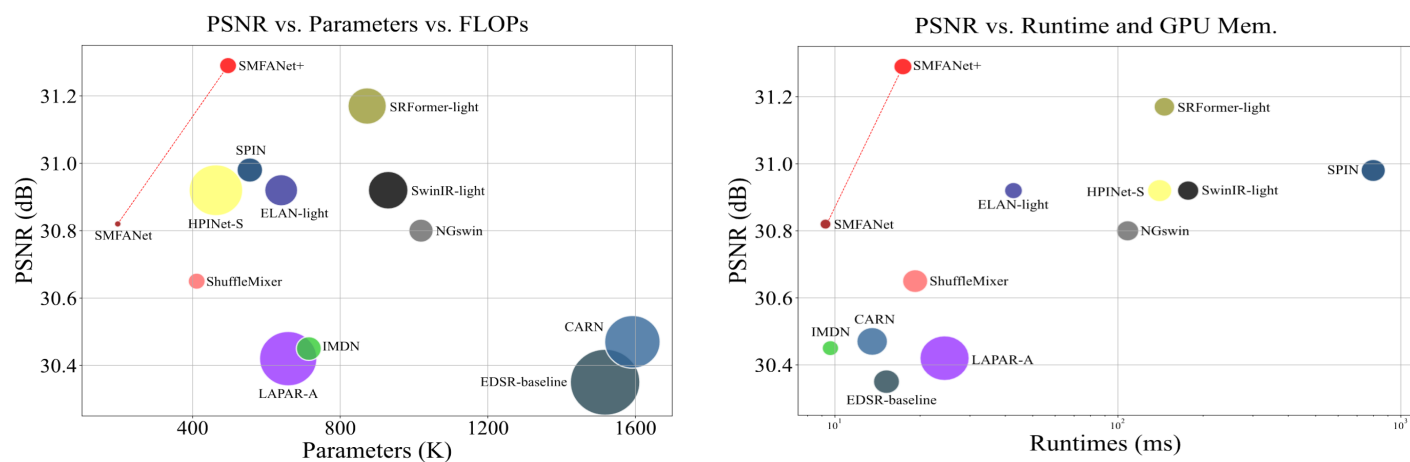 PSNR vs. Parameters vs. FLOPs
PSNR (dB)
31.2
31.0
30.8
30.6
30.4
SMFANet+
SRFormer-light
SPIN
SwinIR-light
ELAN-light
HPINet-S
SMFANet
NGswin
ShuffleMixer
CARN
IMDN
EDSR-baseline
LAPAR-A
400
800
1200
1600
Parameters (K)
PSNR vs. Runtime and GPU Mem.
PSNR (dB)
31.2
31.0
30.8
30.6
30.4
SMFANet+
SRFormer-light
SPIN
HPINet-S
SwinIR-light
ELAN-light
SMFANet
NGswin
ShuffleMixer
CARN
IMDN
LAPAR-A
EDSR-baseline
10¹
10²
10³
Runtimes (ms)